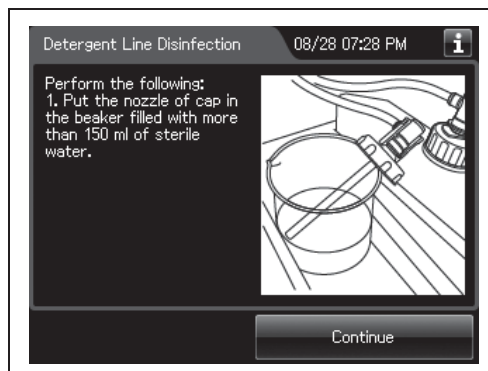 Detergent Line Disinfection
08/28 07:28 PM
i
Perform the following:
1. Put the nozzle of cap in
the beaker filled with more
than 150 ml of sterile
water.
Continue